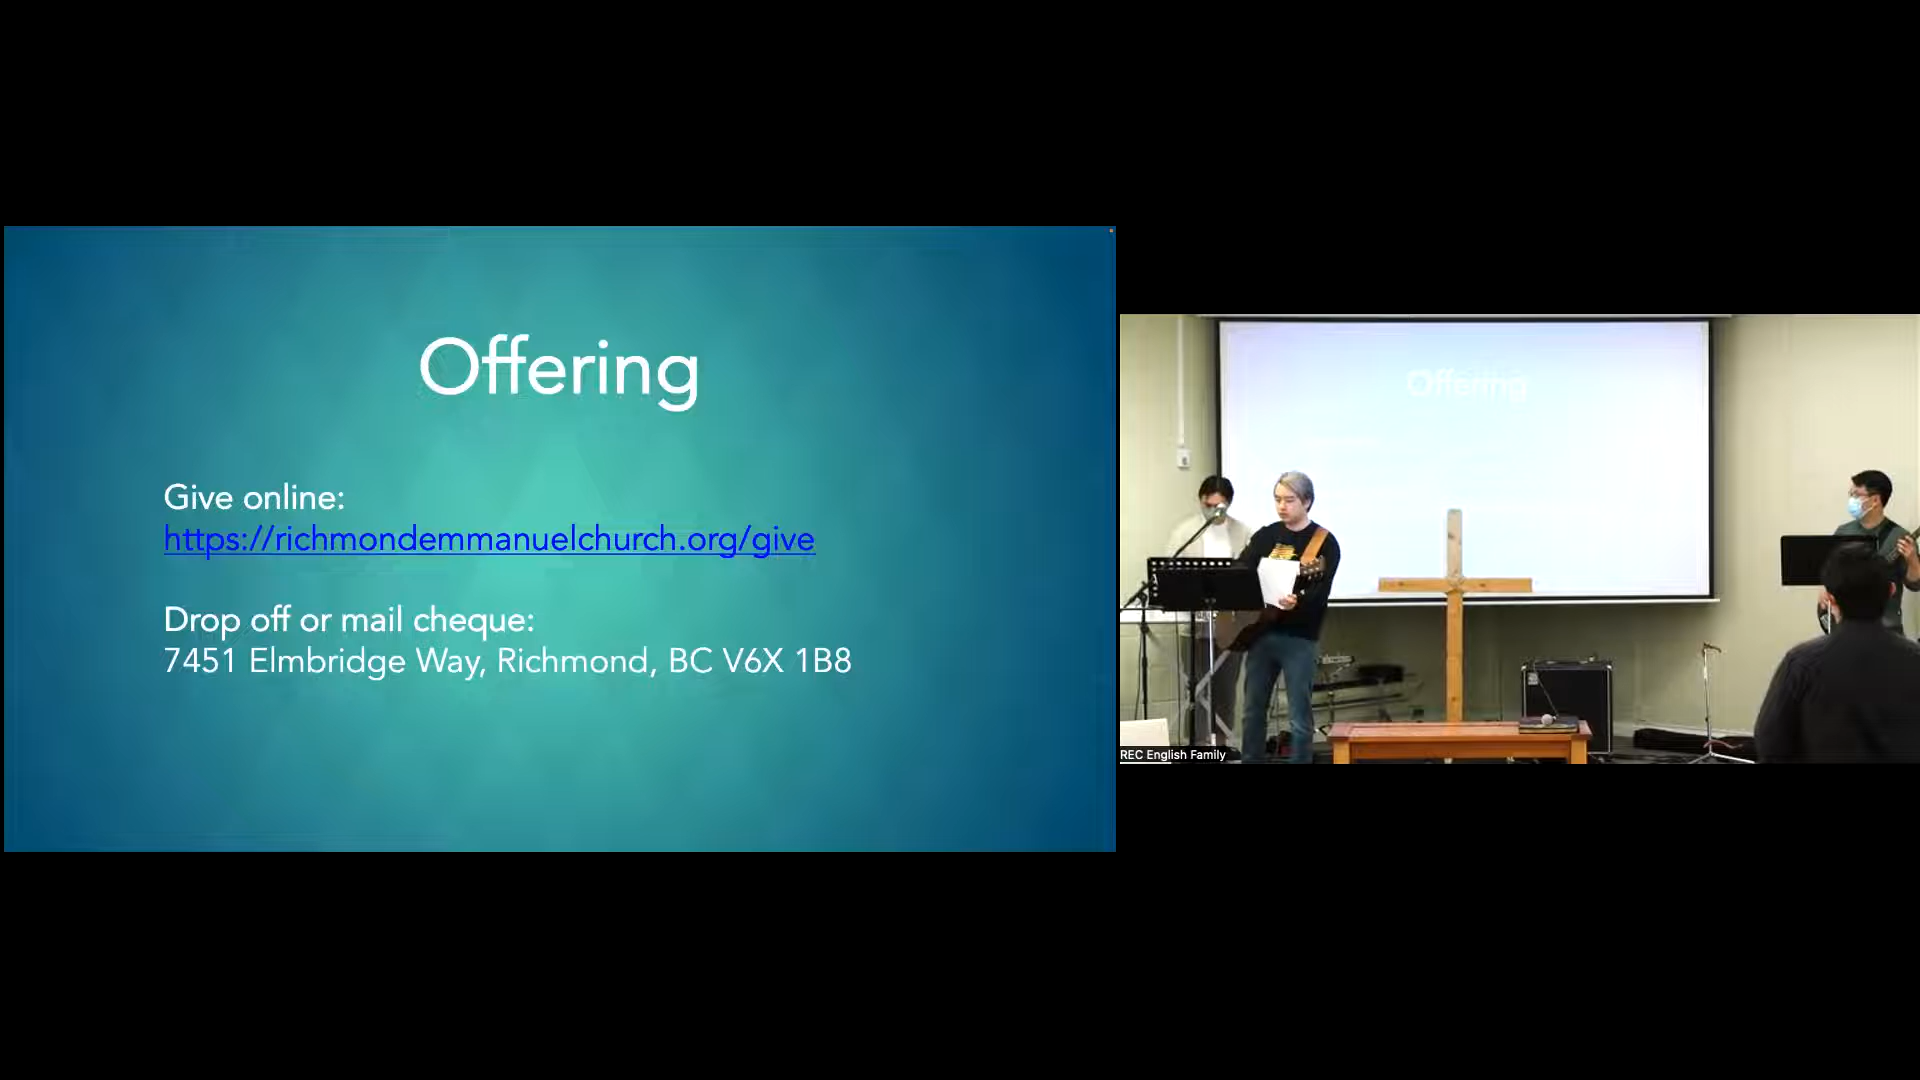 Offering
Give online:
https://richmondemmanuelchurch.org/give
Drop off or mail cheque:
7451 Elmbridge Way, Richmond, BC V6X 1B8
Offering
REC English Family